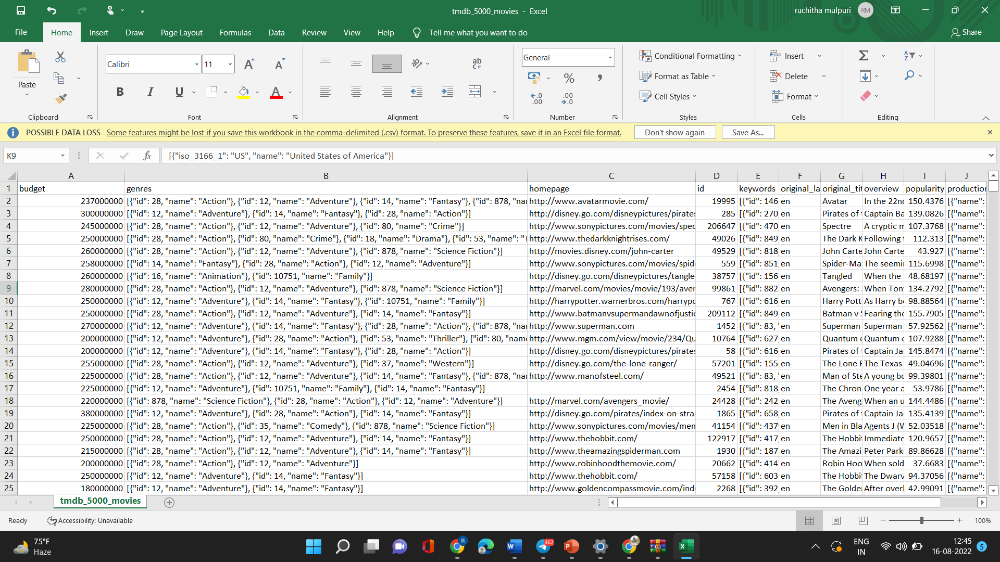 tmdb_5000_movies - Excel
ruchitha mulpuri RM
File Home Insert Draw Page Layout Formulas Data Review View Help Tell me what you want to do Share
Paste
Calibri 11
General
Conditional Formatting
Format as Table
Cell Styles
Insert
Delete
Format
Clipboard Font Alignment Number Styles Cells Editing
POSSIBLE DATA LOSS Some features might be lost if you save this workbook in the comma-delimited (.csv) format. To preserve these features, save it in an Excel file format. Don't show again Save As...
K9 fx [{"iso_3166_1": "US", "name": "United States of America"}]
A B C D E F G H I J
1 budget genres homepage id keywords original_la original_tit overview popularity production
2 237000000 [{"id": 28, "name": "Action"}, {"id": 12, "name": "Adventure"}, {"id": 14, "name": "Fantasy"}, {"id": 878, "nar http://www.avatarmovie.com/ 19995 [{"id": 146 en Avatar In the 22nd 150.4376 [{"name":
3 300000000 [{"id": 12, "name": "Adventure"}, {"id": 14, "name": "Fantasy"}, {"id": 28, "name": "Action"}] http://disney.go.com/disneypictures/pirates 285 [{"id": 270 en Pirates of t Captain Ba 139.0826 [{"name":
4 245000000 [{"id": 28, "name": "Action"}, {"id": 12, "name": "Adventure"}, {"id": 80, "name": "Crime"}] http://www.sonypictures.com/movies/spec 206647 [{"id": 470 en Spectre A cryptic m 107.3768 [{"name":
5 250000000 [{"id": 28, "name": "Action"}, {"id": 80, "name": "Crime"}, {"id": 18, "name": "Drama"}, {"id": 53, "name": "T http://www.thedarkknightrises.com/ 49026 [{"id": 849 en The Dark K Following t 112.313 [{"name":
6 260000000 [{"id": 28, "name": "Action"}, {"id": 12, "name": "Adventure"}, {"id": 878, "name": "Science Fiction"}] http://movies.disney.com/john-carter 49529 [{"id": 818 en John Carte John Carte 43.927 [{"name":
7 258000000 [{"id": 14, "name": "Fantasy"}, {"id": 28, "name": "Action"}, {"id": 12, "name": "Adventure"}] http://www.sonypictures.com/movies/spid 559 [{"id": 851 en Spider-Ma The seemi 115.6998 [{"name":
8 260000000 [{"id": 16, "name": "Animation"}, {"id": 10751, "name": "Family"}] http://disney.go.com/disneypictures/tangle 38757 [{"id": 156 en Tangled When the 48.68197 [{"name":
9 280000000 [{"id": 28, "name": "Action"}, {"id": 12, "name": "Adventure"}, {"id": 878, "name": "Science Fiction"}] http://marvel.com/movies/movie/193/aven 99861 [{"id": 882 en Avengers: When Ton 134.2792 [{"name":
10 250000000 [{"id": 12, "name": "Adventure"}, {"id": 14, "name": "Fantasy"}, {"id": 10751, "name": "Family"}] http://harrypotter.warnerbros.com/harrypo 767 [{"id": 616 en Harry Pott As Harry b 98.88564 [{"name":
11 250000000 [{"id": 28, "name": "Action"}, {"id": 12, "name": "Adventure"}, {"id": 14, "name": "Fantasy"}] http://www.batmanvsupermandawnofjustic 209112 [{"id": 849 en Batman v S Fearing the 155.7905 [{"name":
12 270000000 [{"id": 12, "name": "Adventure"}, {"id": 14, "name": "Fantasy"}, {"id": 28, "name": "Action"}, {"id": 878, "nar http://www.superman.com 1452 [{"id": 83, ' en Superman Superman 57.92562 [{"name":
13 200000000 [{"id": 12, "name": "Adventure"}, {"id": 28, "name": "Action"}, {"id": 53, "name": "Thriller"}, {"id": 80, "name http://www.mgm.com/view/movie/234/Qu 10764 [{"id": 627 en Quantum o Quantum o 107.9288 [{"name":
14 200000000 [{"id": 12, "name": "Adventure"}, {"id": 14, "name": "Fantasy"}, {"id": 28, "name": "Action"}] http://disney.go.com/disneypictures/pirates 58 [{"id": 616 en Pirates of t Captain Ja 145.8474 [{"name":
15 255000000 [{"id": 28, "name": "Action"}, {"id": 12, "name": "Adventure"}, {"id": 37, "name": "Western"}] http://disney.go.com/the-lone-ranger/ 57201 [{"id": 155 en The Lone R The Texas 49.04696 [{"name":
16 225000000 [{"id": 28, "name": "Action"}, {"id": 12, "name": "Adventure"}, {"id": 14, "name": "Fantasy"}, {"id": 878, "nar http://www.manofsteel.com/ 49521 [{"id": 83, ' en Man of Ste A young bo 99.39801 [{"name":
17 225000000 [{"id": 12, "name": "Adventure"}, {"id": 10751, "name": "Family"}, {"id": 14, "name": "Fantasy"}] 2454 [{"id": 818 en The Chron One year a 53.9786 [{"name":
18 220000000 [{"id": 878, "name": "Science Fiction"}, {"id": 28, "name": "Action"}, {"id": 12, "name": "Adventure"}] http://marvel.com/avengers_movie/ 24428 [{"id": 242 en The Aveng When an u 144.4486 [{"name":
19 380000000 [{"id": 12, "name": "Adventure"}, {"id": 28, "name": "Action"}, {"id": 14, "name": "Fantasy"}] http://disney.go.com/pirates/index-on-stran 1865 [{"id": 658 en Pirates of t Captain Ja 135.4139 [{"name":
20 225000000 [{"id": 28, "name": "Action"}, {"id": 35, "name": "Comedy"}, {"id": 878, "name": "Science Fiction"}] http://www.sonypictures.com/movies/men 41154 [{"id": 437 en Men in Bla Agents J (W 52.03518 [{"name":
21 250000000 [{"id": 28, "name": "Action"}, {"id": 12, "name": "Adventure"}, {"id": 14, "name": "Fantasy"}] http://www.thehobbit.com/ 122917 [{"id": 417 en The Hobbit Immediate 120.9657 [{"name":
22 215000000 [{"id": 28, "name": "Action"}, {"id": 12, "name": "Adventure"}, {"id": 14, "name": "Fantasy"}] http://www.theamazingspiderman.com 1930 [{"id": 187 en The Amazi Peter Park 89.86628 [{"name":
23 200000000 [{"id": 28, "name": "Action"}, {"id": 12, "name": "Adventure"}] http://www.robinhoodthemovie.com/ 20662 [{"id": 414 en Robin Hoo When sold 37.6683 [{"name":
24 250000000 [{"id": 12, "name": "Adventure"}, {"id": 14, "name": "Fantasy"}] http://www.thehobbit.com/ 57158 [{"id": 603 en The Hobbit The Dwarv 94.37056 [{"name":
25 180000000 [{"id": 12, "name": "Adventure"}, {"id": 14, "name": "Fantasy"}] http://www.goldencompassmovie.com/ind 2268 [{"id": 392 en The Golde After overl 42.99091 [{"name":
tmdb_5000_movies
Ready Accessibility: Unavailable 100%
75°F
Haze
462
ENG
IN
12:45
16-08-2022
5